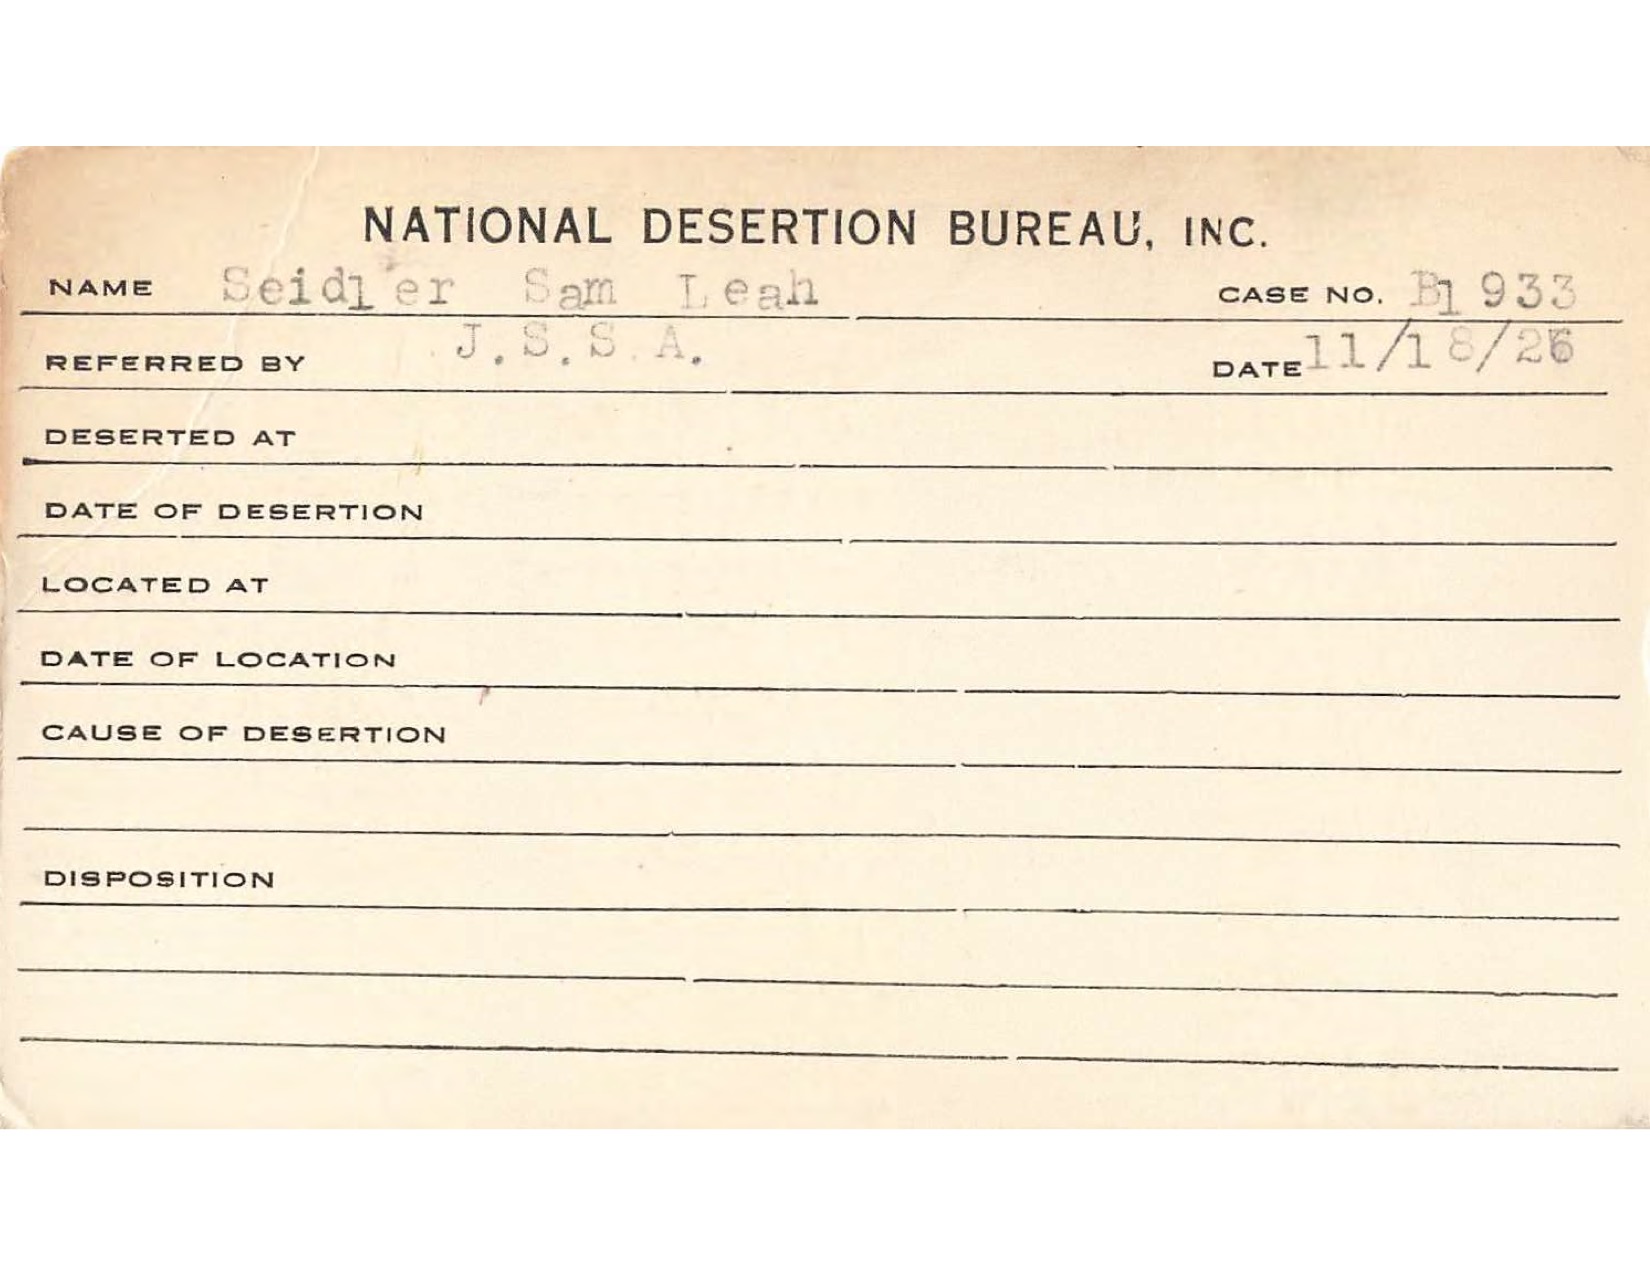 NATIONAL DESERTION BUREAU, INC.
NAME Seidler Sam Leah CASE NO. B1933
REFERRED BY J.S.S.A. DATE 11/18/26
DESERTED AT
DATE OF DESERTION
LOCATED AT
DATE OF LOCATION
CAUSE OF DESERTION
DISPOSITION